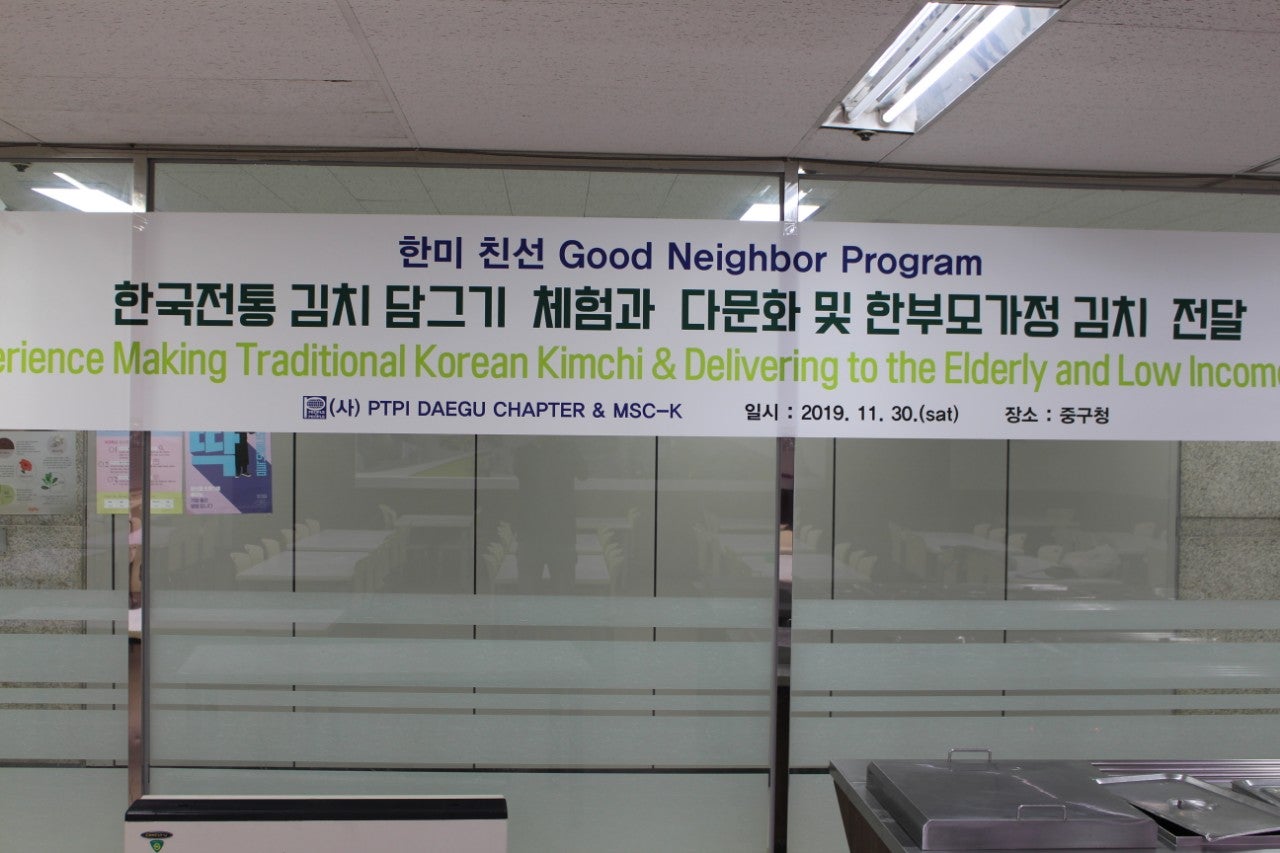 한미 친선 Good Neighbor Program
한국전통 김치 담그기 체험과 다문화 및 한부모가정 김치 전달
erience Making Traditional Korean Kimchi & Delivering to the Elderly and Low Income
(사) PTPI DAEGU CHAPTER & MSC-K 일시 : 2019. 11. 30.(sat) 장소 : 중구청